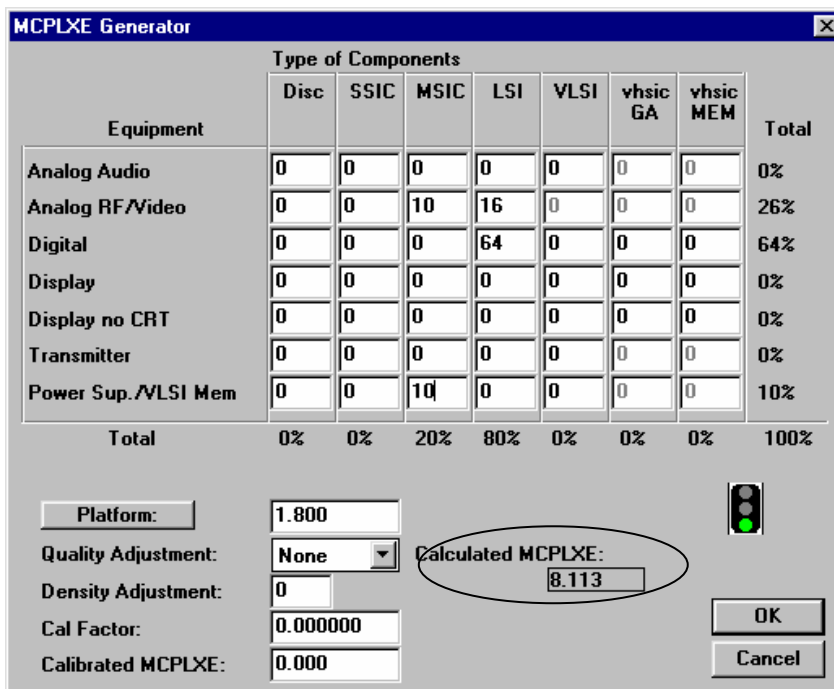 MCPLXE Generator
Type of Components
Equipment Disc SSIC MSIC LSI VLSI vhsic GA vhsic MEM Total
Analog Audio 0 0 0 0 0 0 0 0%
Analog RF/Video 0 0 10 16 0 0 0 26%
Digital 0 0 0 64 0 0 0 64%
Display 0 0 0 0 0 0 0 0%
Display no CRT 0 0 0 0 0 0 0 0%
Transmitter 0 0 0 0 0 0 0 0%
Power Sup./VLSI Mem 0 0 10 0 0 0 0 10%
Total 0% 0% 20% 80% 0% 0% 0% 100%
Platform: 1.800
Quality Adjustment: None Calculated MCPLXE:
8.113
Density Adjustment: 0
Cal Factor: 0.000000
OK
Calibrated MCPLXE: 0.000
Cancel